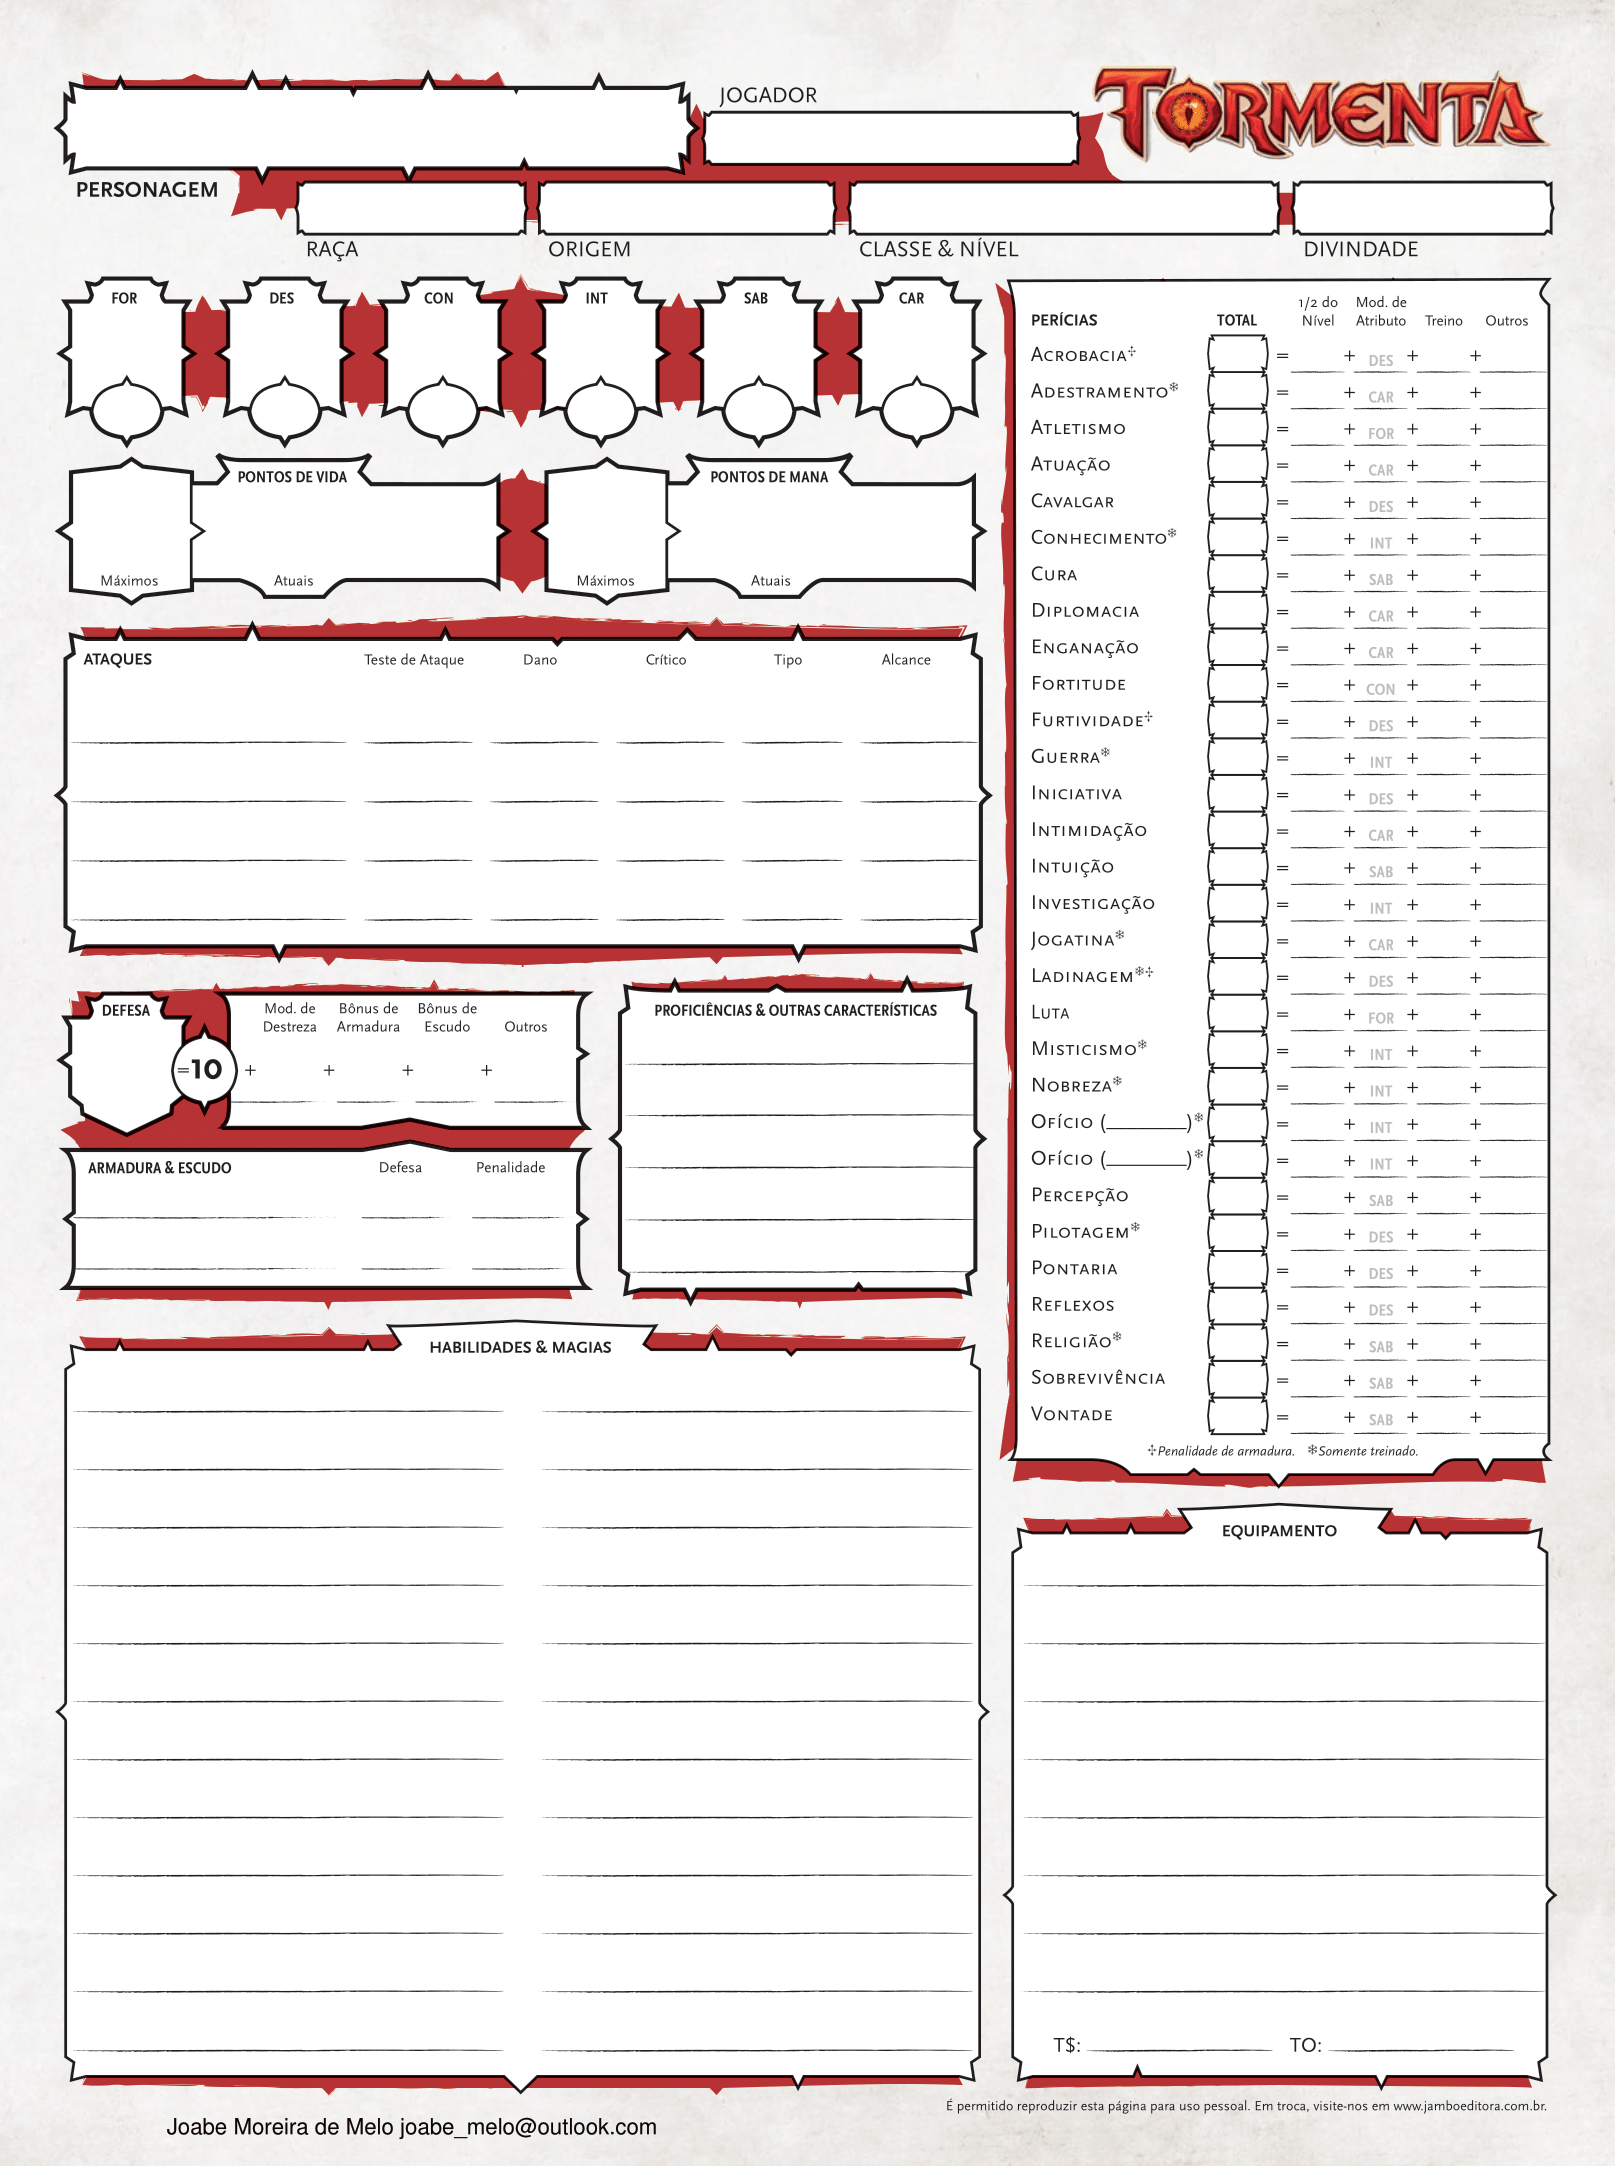 JOGADOR
TORMENTA
PERSONAGEM
RAÇA ORIGEM CLASSE & NÍVEL DIVINDADE
FOR DES CON INT SAB CAR
PONTOS DE VIDA PONTOS DE MANA
Máximos Atuais Máximos Atuais
ATAQUES Teste de Ataque Dano Crítico Tipo Alcance
DEFESA Mod. de Destreza Bônus de Armadura Bônus de Escudo Outros
=10 + + + +
ARMADURA & ESCUDO Defesa Penalidade
PROFICIÊNCIAS & OUTRAS CARACTERÍSTICAS
HABILIDADES & MAGIAS
PERÍCIAS TOTAL 1/2 do Nível Mod. de Atributo Treino Outros
ACROBACIA‡ = + DES + +
ADESTRAMENTO* = + CAR + +
ATLETISMO = + FOR + +
ATUAÇÃO = + CAR + +
CAVALGAR = + DES + +
CONHECIMENTO* = + INT + +
CURA = + SAB + +
DIPLOMACIA = + CAR + +
ENGANAÇÃO = + CAR + +
FORTITUDE = + CON + +
FURTIVIDADE‡ = + DES + +
GUERRA* = + INT + +
INICIATIVA = + DES + +
INTIMIDAÇÃO = + CAR + +
INTUIÇÃO = + SAB + +
INVESTIGAÇÃO = + INT + +
JOGATINA* = + CAR + +
LADINAGEM*‡ = + DES + +
LUTA = + FOR + +
MISTICISMO* = + INT + +
NOBREZA* = + INT + +
OFÍCIO (________)* = + INT + +
OFÍCIO (________)* = + INT + +
PERCEPÇÃO = + SAB + +
PILOTAGEM* = + DES + +
PONTARIA = + DES + +
REFLEXOS = + DES + +
RELIGIÃO* = + SAB + +
SOBREVIVÊNCIA = + SAB + +
VONTADE = + SAB + +
‡Penalidade de armadura. *Somente treinado.
EQUIPAMENTO
T$: TO:
É permitido reproduzir esta página para uso pessoal. Em troca, visite-nos em www.jamboeditora.com.br.
Joabe Moreira de Melo joabe_melo@outlook.com